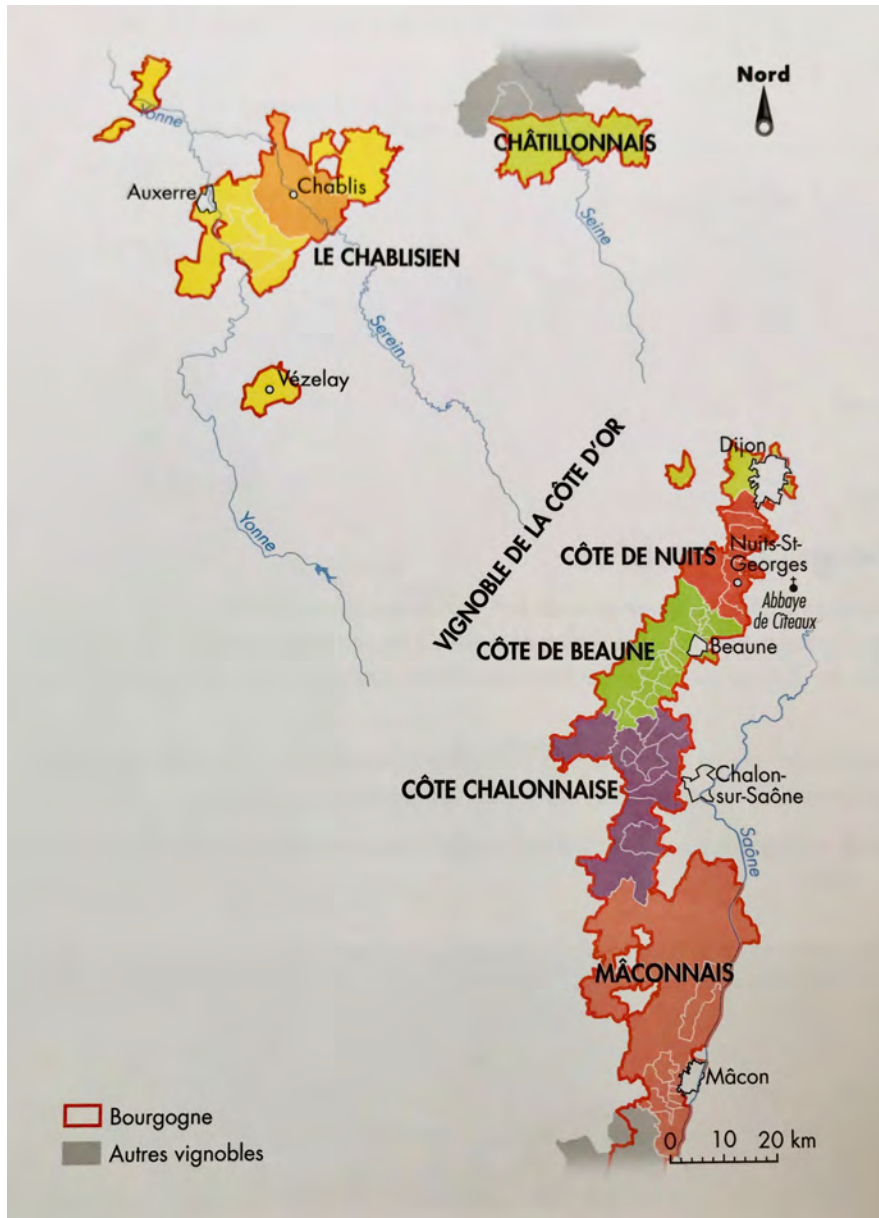 Nord
Yonne
CHÂTILLONNAIS
Auxerre
Chablis
Seine
LE CHABLISIEN
Serein
Vézelay
VIGNOBLE DE LA CÔTE D'OR
Dijon
Yonne
CÔTE DE NUITS
Nuits-St-
Georges
Abbaye
de Cîteaux
CÔTE DE BEAUNE
Beaune
CÔTE CHALONNAISE
Chalon-
sur-Saône
Saône
MÂCONNAIS
Mâcon
Bourgogne
Autres vignobles
0 10 20 km